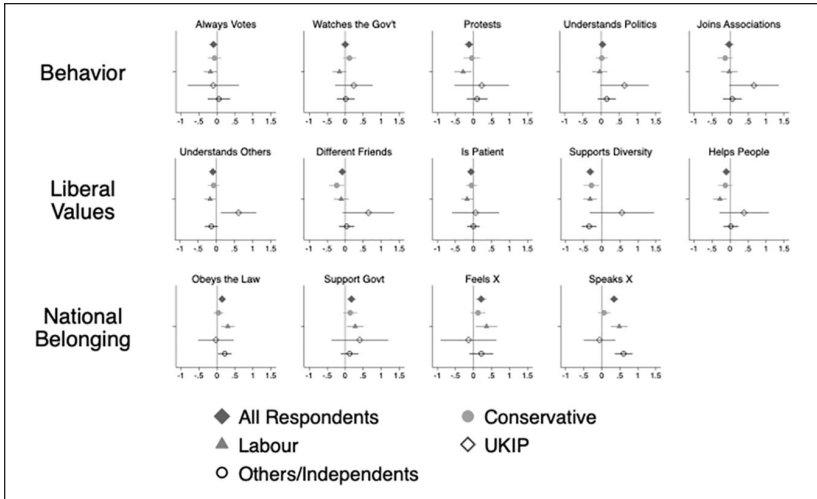 Always Votes Watches the Gov't Protests Understands Politics Joins Associations
Behavior
-1 -.5 0 .5 1 1.5 -1 -.5 0 .5 1 1.5 -1 -.5 0 .5 1 1.5 -1 -.5 0 .5 1 1.5 -1 -.5 0 .5 1 1.5
Understands Others Different Friends Is Patient Supports Diversity Helps People
Liberal
Values
-1 -.5 0 .5 1 1.5 -1 -.5 0 .5 1 1.5 -1 -.5 0 .5 1 1.5 -1 -.5 0 .5 1 1.5 -1 -.5 0 .5 1 1.5
Obeys the Law Support Govt Feels X Speaks X
National
Belonging
-1 -.5 0 .5 1 1.5 -1 -.5 0 .5 1 1.5 -1 -.5 0 .5 1 1.5 -1 -.5 0 .5 1 1.5
All Respondents Conservative
Labour UKIP
Others/Independents